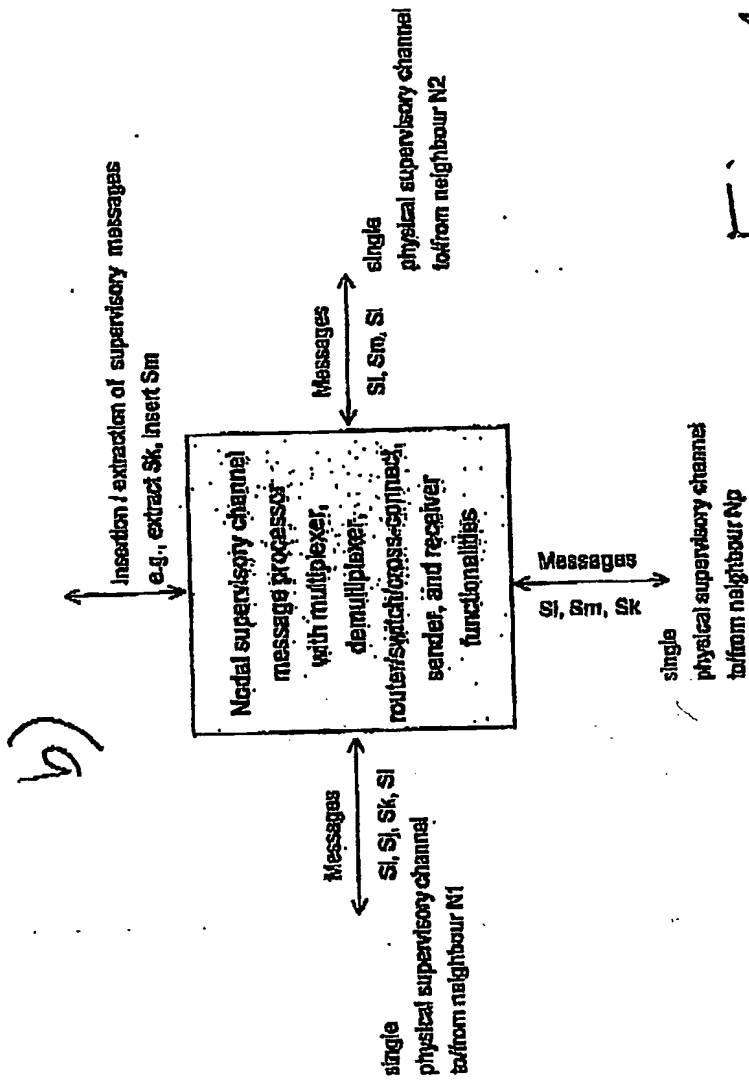 Insertion / extraction of supervisory messages
e.g., extract Sk, insert Sm
Nodal supervisory channel
message processor
with multiplexer,
demultiplexer,
router/switch/cross-connect,
sender, and receiver
functionalities
Messages
Si, Sj, Sk, Sl
single
physical supervisory channel
to/from neighbour N1
Messages
Sl, Sm, Si
single
physical supervisory channel
to/from neighbour N2
Messages
Sj, Sm, Sk
single
physical supervisory channel
to/from neighbour Np